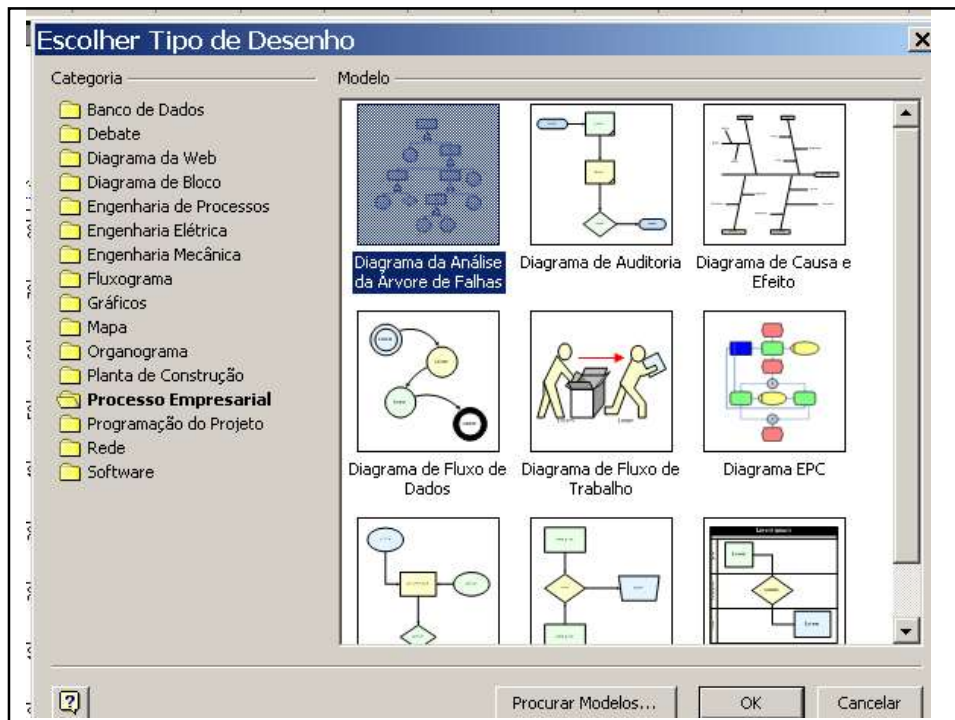 Escolher Tipo de Desenho
Categoria
Banco de Dados
Debate
Diagrama da Web
Diagrama de Bloco
Engenharia de Processos
Engenharia Elétrica
Engenharia Mecânica
Fluxograma
Gráficos
Mapa
Organograma
Planta de Construção
Processo Empresarial
Programação do Projeto
Rede
Software
Modelo
Diagrama da Análise
da Árvore de Falhas
Diagrama de Auditoria
Diagrama de Causa e
Efeito
Diagrama de Fluxo de
Dados
Diagrama de Fluxo de
Trabalho
Diagrama EPC
Procurar Modelos...
OK
Cancelar